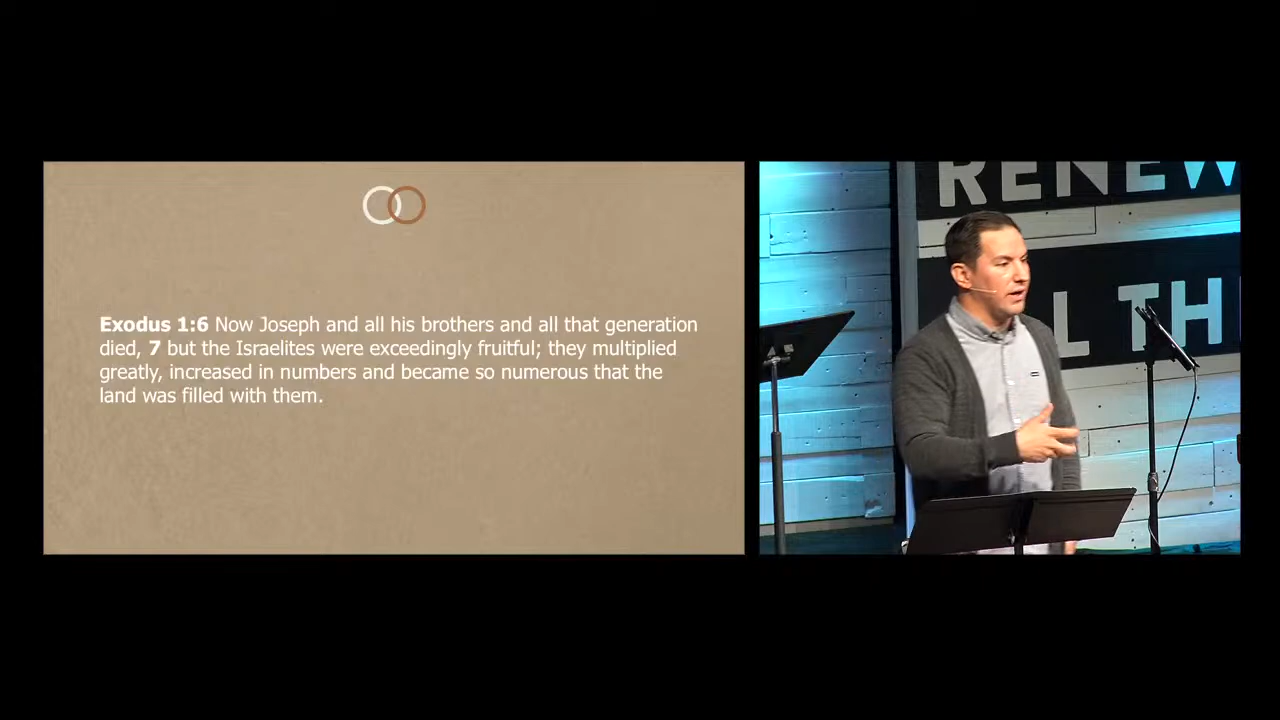 Exodus 1:6 Now Joseph and all his brothers and all that generation
died, 7 but the Israelites were exceedingly fruitful; they multiplied
greatly, increased in numbers and became so numerous that the
land was filled with them.
RENEW
L TH